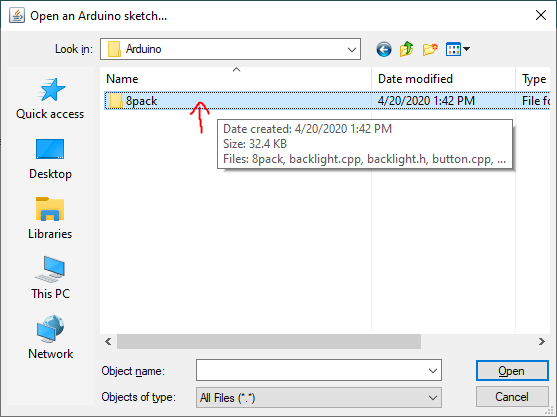 Open an Arduino sketch...
Look in:
Arduino
Name
Date modified
Type
8pack
4/20/2020 1:42 PM
File fo
Date created: 4/20/2020 1:42 PM
Size: 32.4 KB
Files: 8pack, backlight.cpp, backlight.h, button.cpp, ...
Quick access
Desktop
Libraries
This PC
Network
Object name:
Open
Objects of type:
All Files (*.*)
Cancel